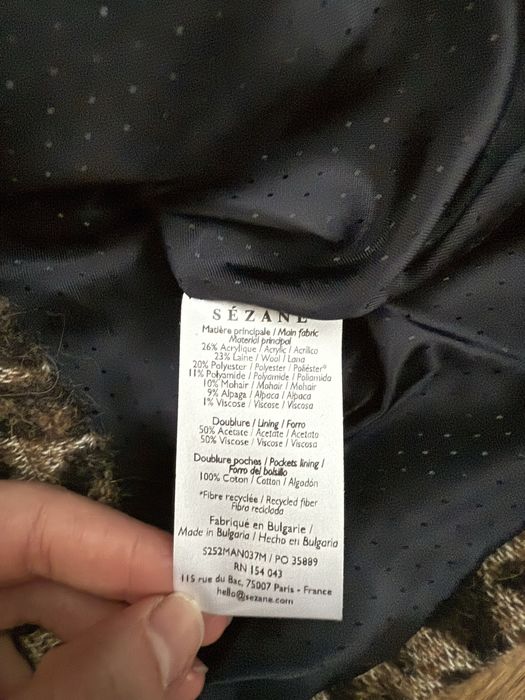 SÉZANE
Matière principale / Main fabric
Material principal
26% Acrylique / Acrylic / Acrílico
23% Laine / Wool / Lana
20% Polyester / Polyester / Poliéster*
11% Polyamide / Polyamide / Poliamida
10% Mohair / Mohair / Mohair
9% Alpaga / Alpaca / Alpaca
1% Viscose / Viscose / Viscosa
Doublure / Lining / Forro
50% Acetate / Acetate / Acetato
50% Viscose / Viscose / Viscosa
Doublure poches / Pockets lining /
Forro del bolsillo
100% Coton / Cotton / Algodón
*Fibre recyclée / Recycled fiber
Fibra reciclada
Fabriqué en Bulgarie /
Made in Bulgaria / Hecho en Bulgaria
S252MAN037M / PO 35889
RN 154 043
115 rue du Bac, 75007 Paris - France
hello@sezane.com